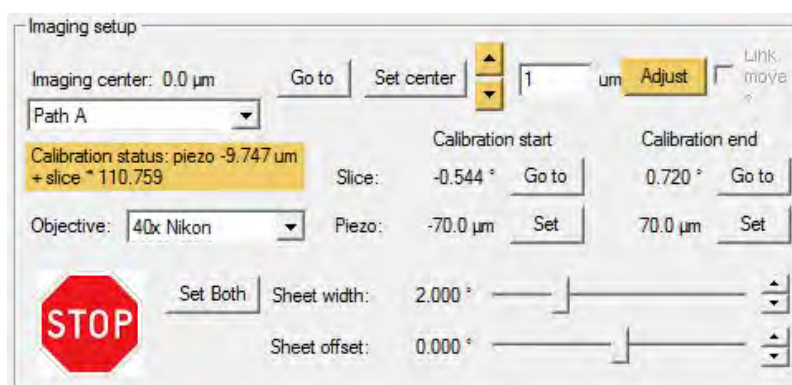 Imaging setup
Imaging center: 0.0 µm Go to Set center 1 um Adjust Link
move
Path A
Calibration start Calibration end
Calibration status: piezo -9.747 um
+ slice * 110.759
Slice: -0.544 ° Go to 0.720 ° Go to
Objective: 40x Nikon Piezo: -70.0 µm Set 70.0 µm Set
STOP
Set Both Sheet width: 2.000 °
Sheet offset: 0.000 °